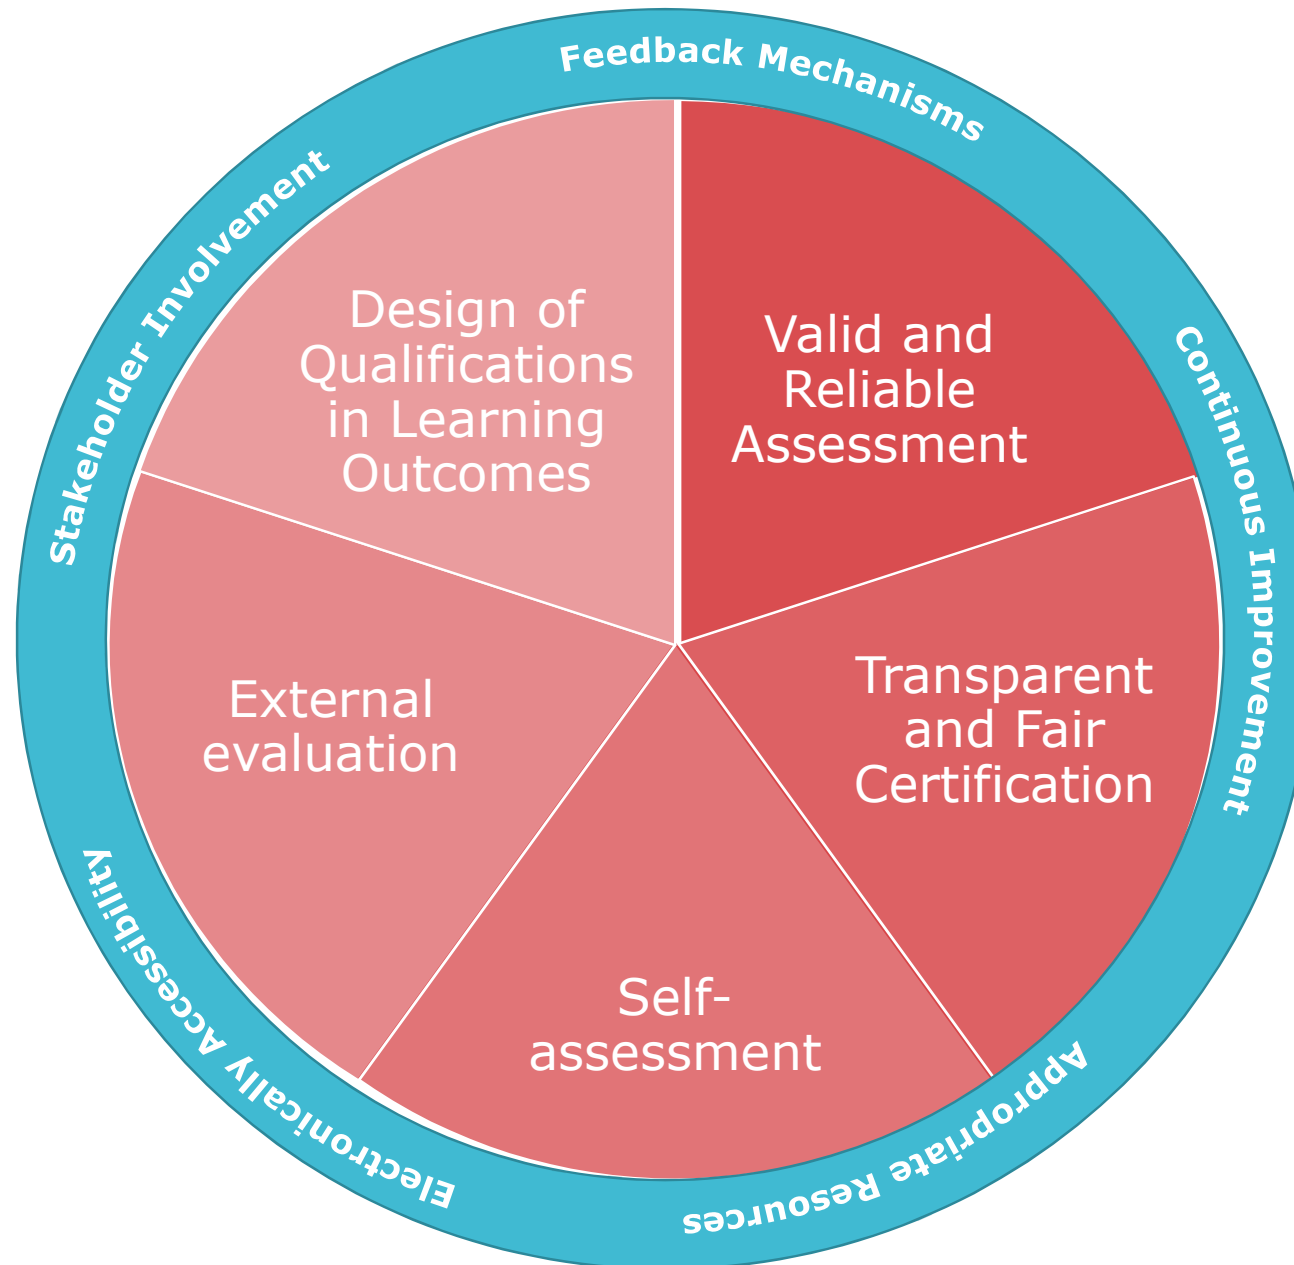 Feedback Mechanisms
Continuous Improvement
Appropriate Resources
Electronically Accessibility
Stakeholder Involvement
Design of
Qualifications
in Learning
Outcomes
Valid and
Reliable
Assessment
Transparent
and Fair
Certification
Self-
assessment
External
evaluation